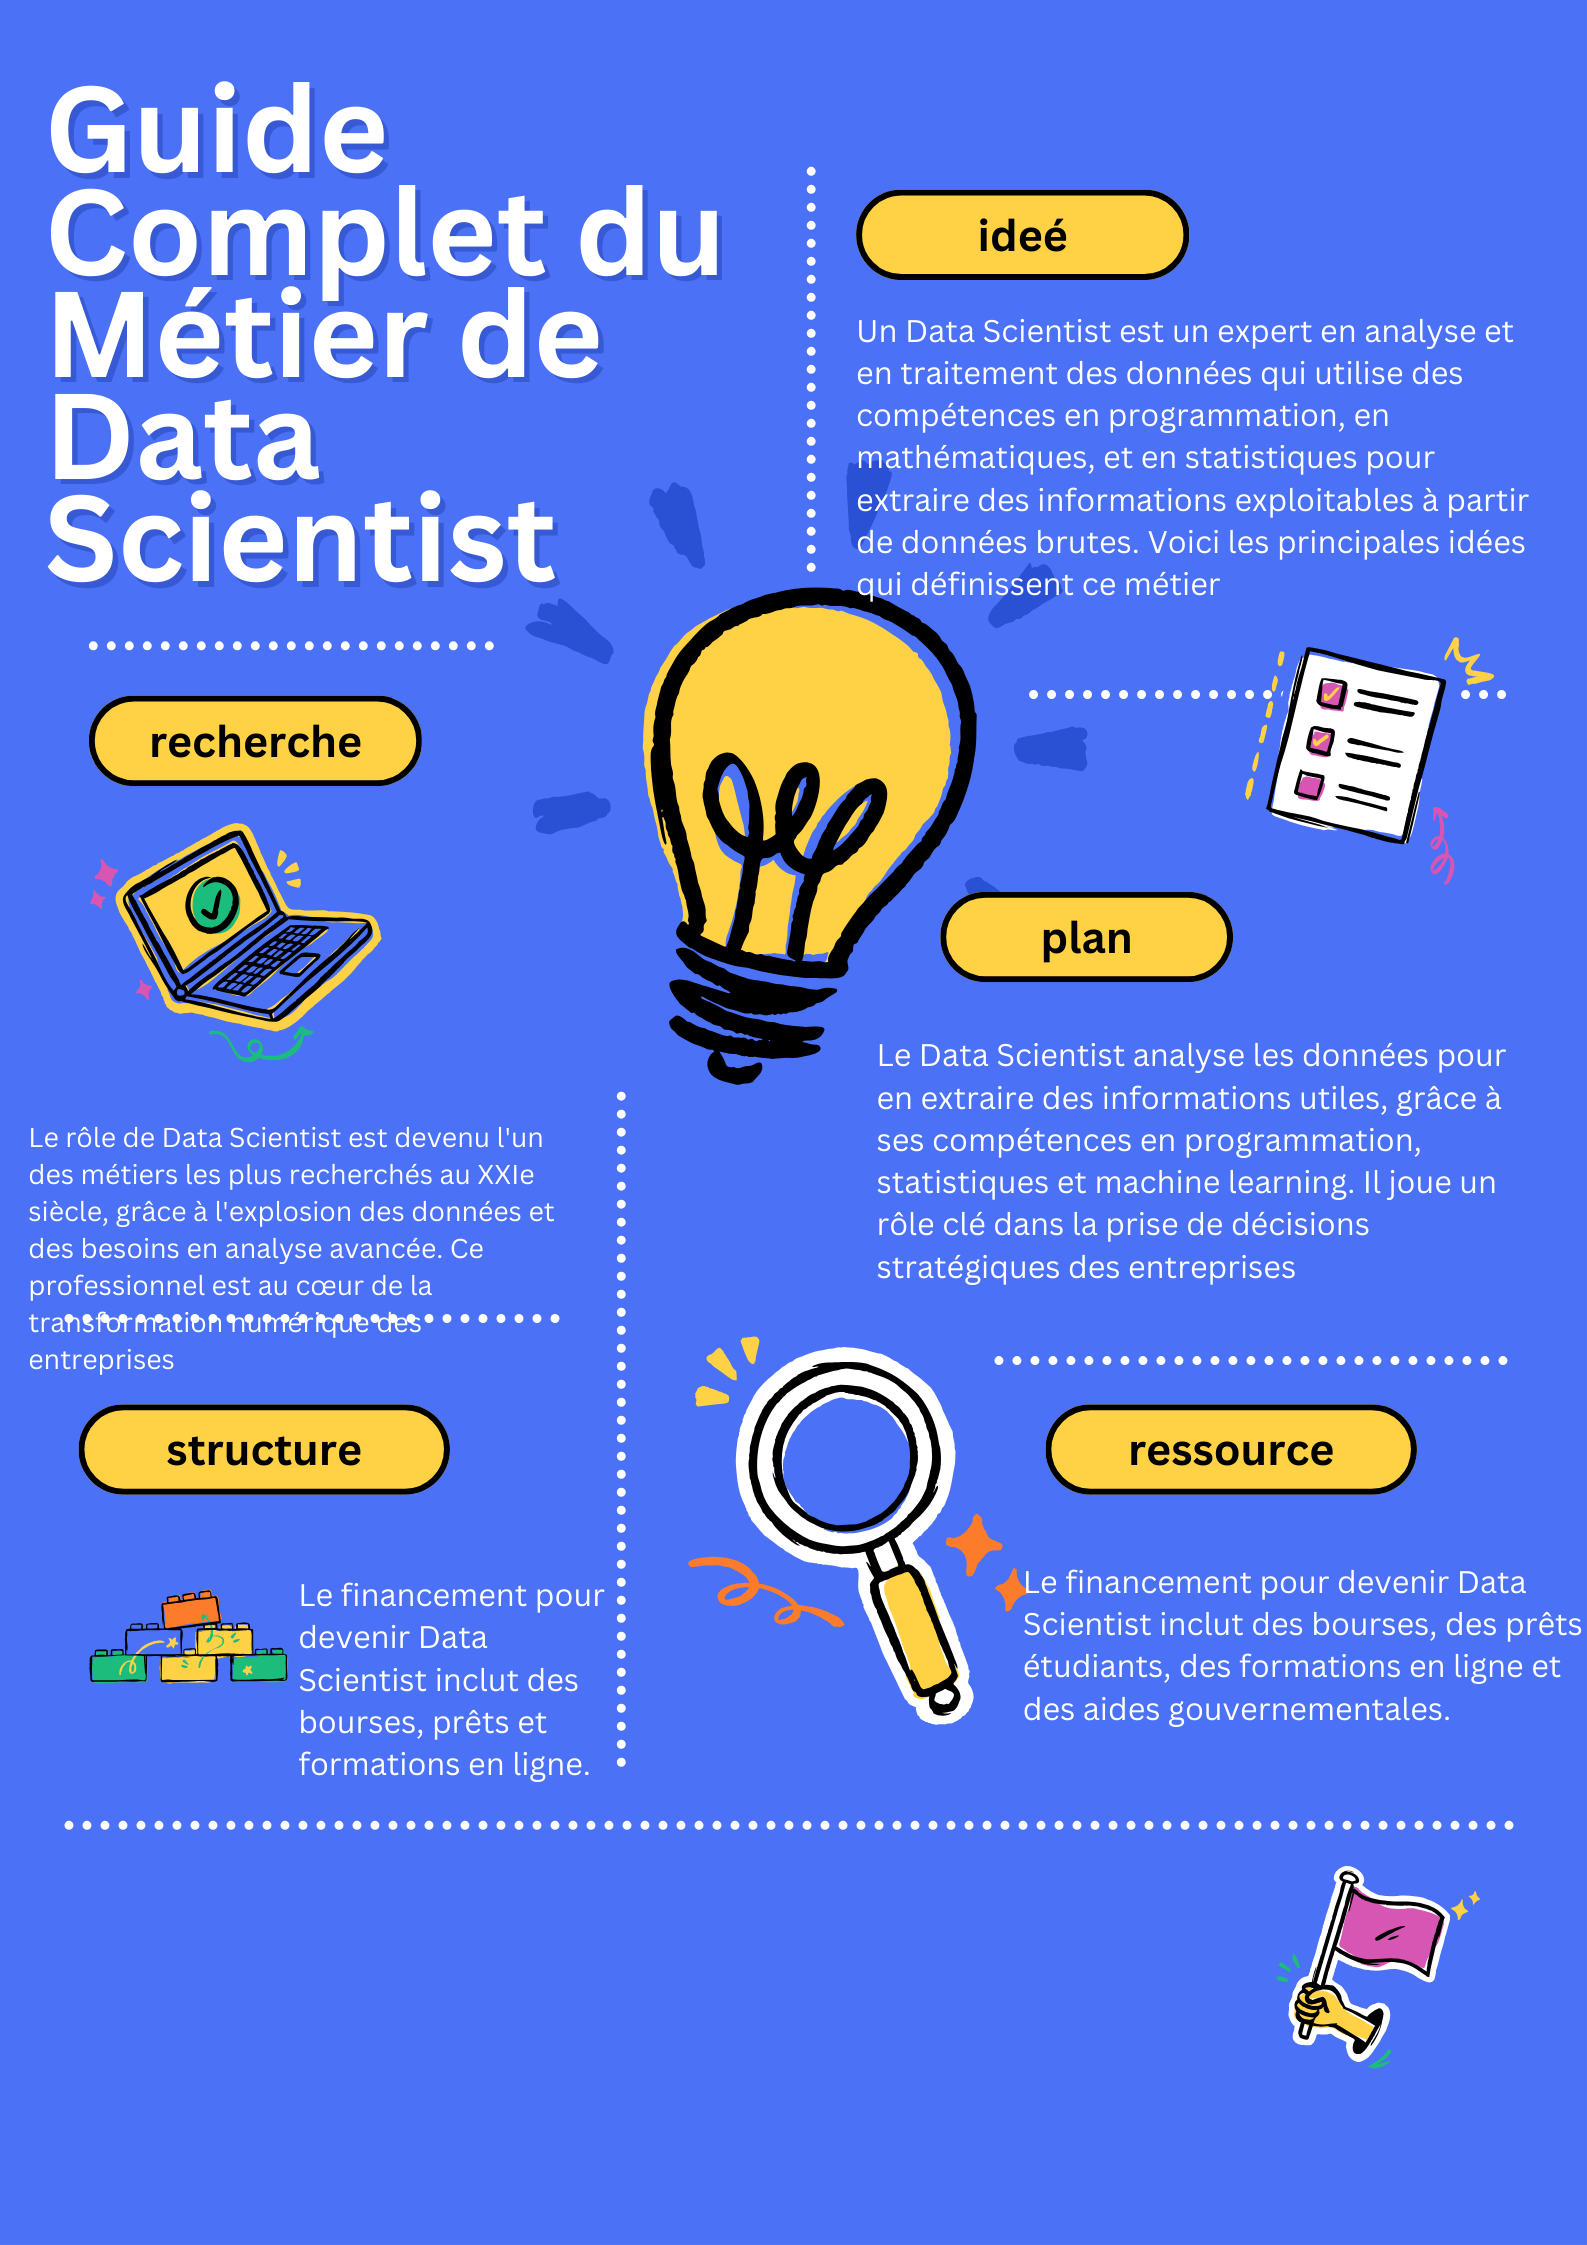 Guide
Complet du
Métier de
Data
Scientist
ideé
Un Data Scientist est un expert en analyse et
en traitement des données qui utilise des
compétences en programmation, en
mathématiques, et en statistiques pour
extraire des informations exploitables à partir
de données brutes. Voici les principales idées
qui définissent ce métier
recherche
Le rôle de Data Scientist est devenu l'un
des métiers les plus recherchés au XXIe
siècle, grâce à l'explosion des données et
des besoins en analyse avancée. Ce
professionnel est au cœur de la
transformation numérique des
entreprises
plan
Le Data Scientist analyse les données pour
en extraire des informations utiles, grâce à
ses compétences en programmation,
statistiques et machine learning. Il joue un
rôle clé dans la prise de décisions
stratégiques des entreprises
structure
Le financement pour
devenir Data
Scientist inclut des
bourses, prêts et
formations en ligne.
ressource
Le financement pour devenir Data
Scientist inclut des bourses, des prêts
étudiants, des formations en ligne et
des aides gouvernementales.